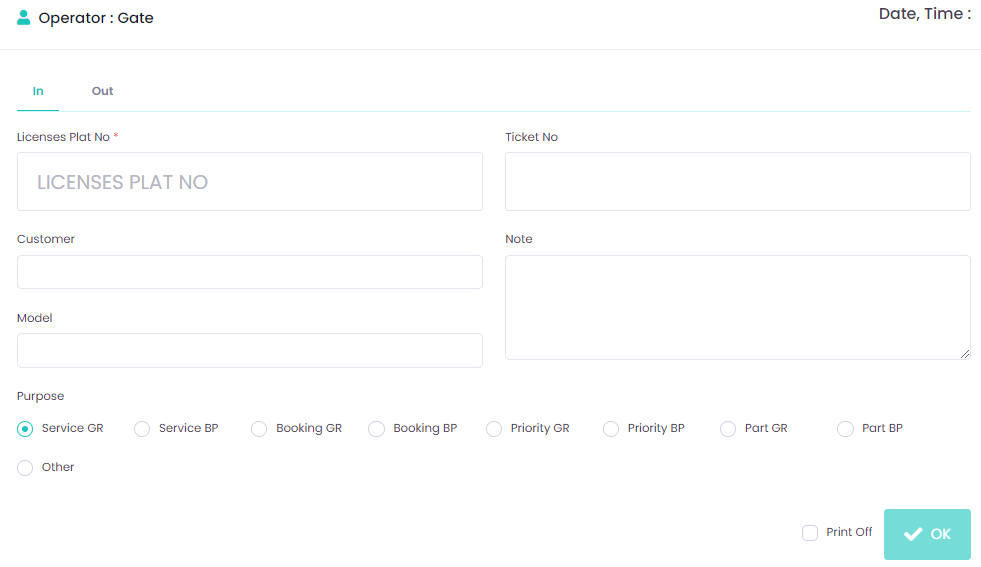 Operator : Gate
Date, Time :
In Out
Licenses Plat No *
Ticket No
LICENSES PLAT NO
Customer
Note
Model
Purpose
Service GR Service BP Booking GR Booking BP Priority GR Priority BP Part GR Part BP
Other
Print Off OK